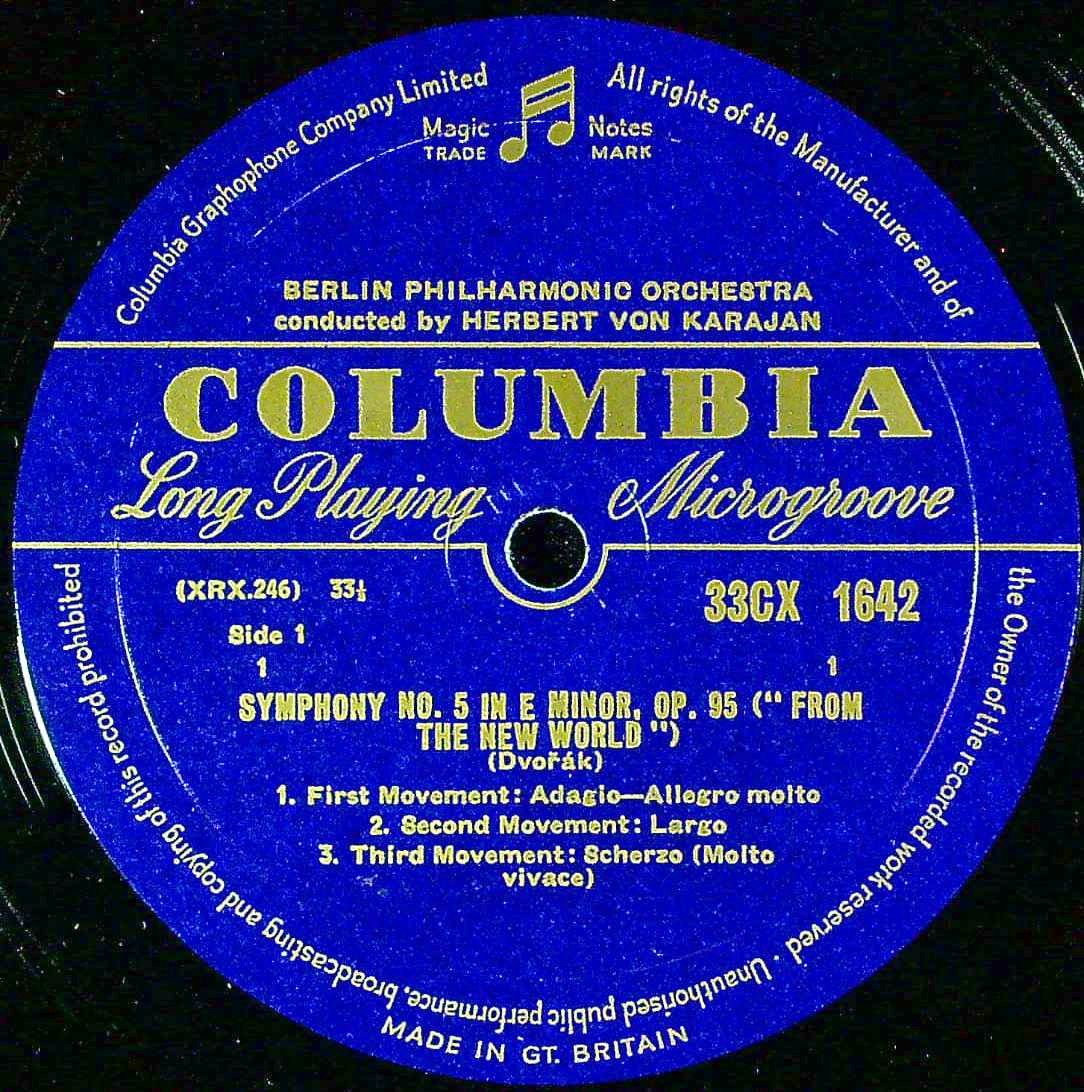 Columbia Graphophone Company Limited
All rights of the Manufacturer and of
the Owner of the recorded work reserved · Unauthorised public performance, broadcasting and copying of this record prohibited
Magic Notes
TRADE MARK
BERLIN PHILHARMONIC ORCHESTRA
conducted by HERBERT VON KARAJAN
COLUMBIA
Long Playing Microgroove
(XRX.246) 33⅓
33CX 1642
Side 1
1 1
SYMPHONY NO. 5 IN E MINOR, OP. 95 (“ FROM
THE NEW WORLD ”)
(Dvořák)
1. First Movement: Adagio—Allegro molto
2. Second Movement: Largo
3. Third Movement: Scherzo (Molto
vivace)
MADE IN GT. BRITAIN